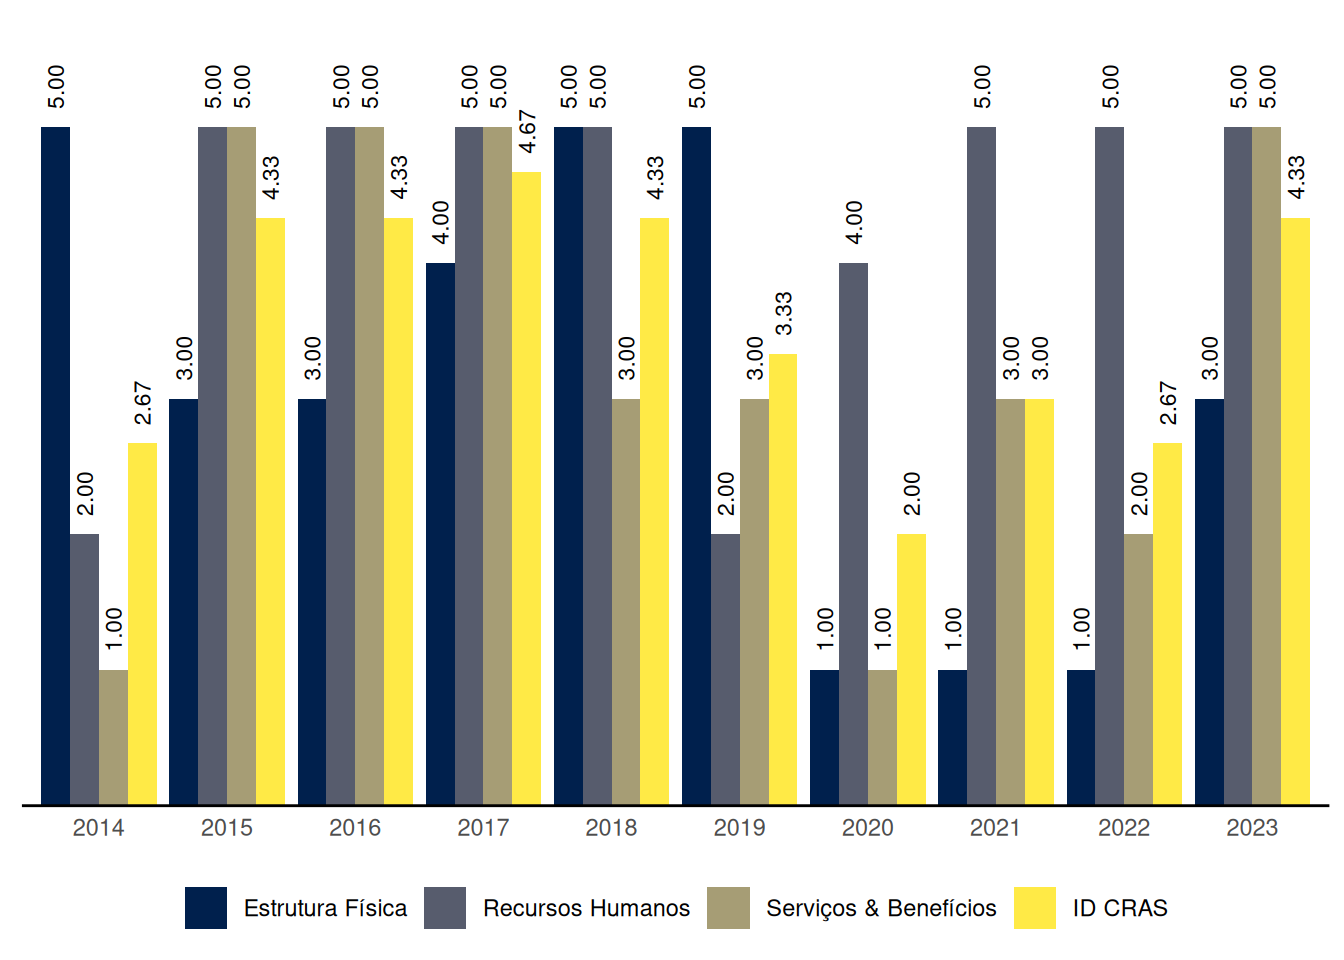 5.00 2.00 1.00 2.67
3.00 5.00 5.00 4.33
3.00 5.00 5.00 4.33
4.00 5.00 5.00 4.67
5.00 5.00 3.00 4.33
5.00 2.00 3.00 3.33
1.00 4.00 1.00 2.00
1.00 5.00 3.00 3.00
1.00 5.00 2.00 2.67
3.00 5.00 5.00 4.33
2014 2015 2016 2017 2018 2019 2020 2021 2022 2023
Estrutura Física Recursos Humanos Serviços & Benefícios ID CRAS